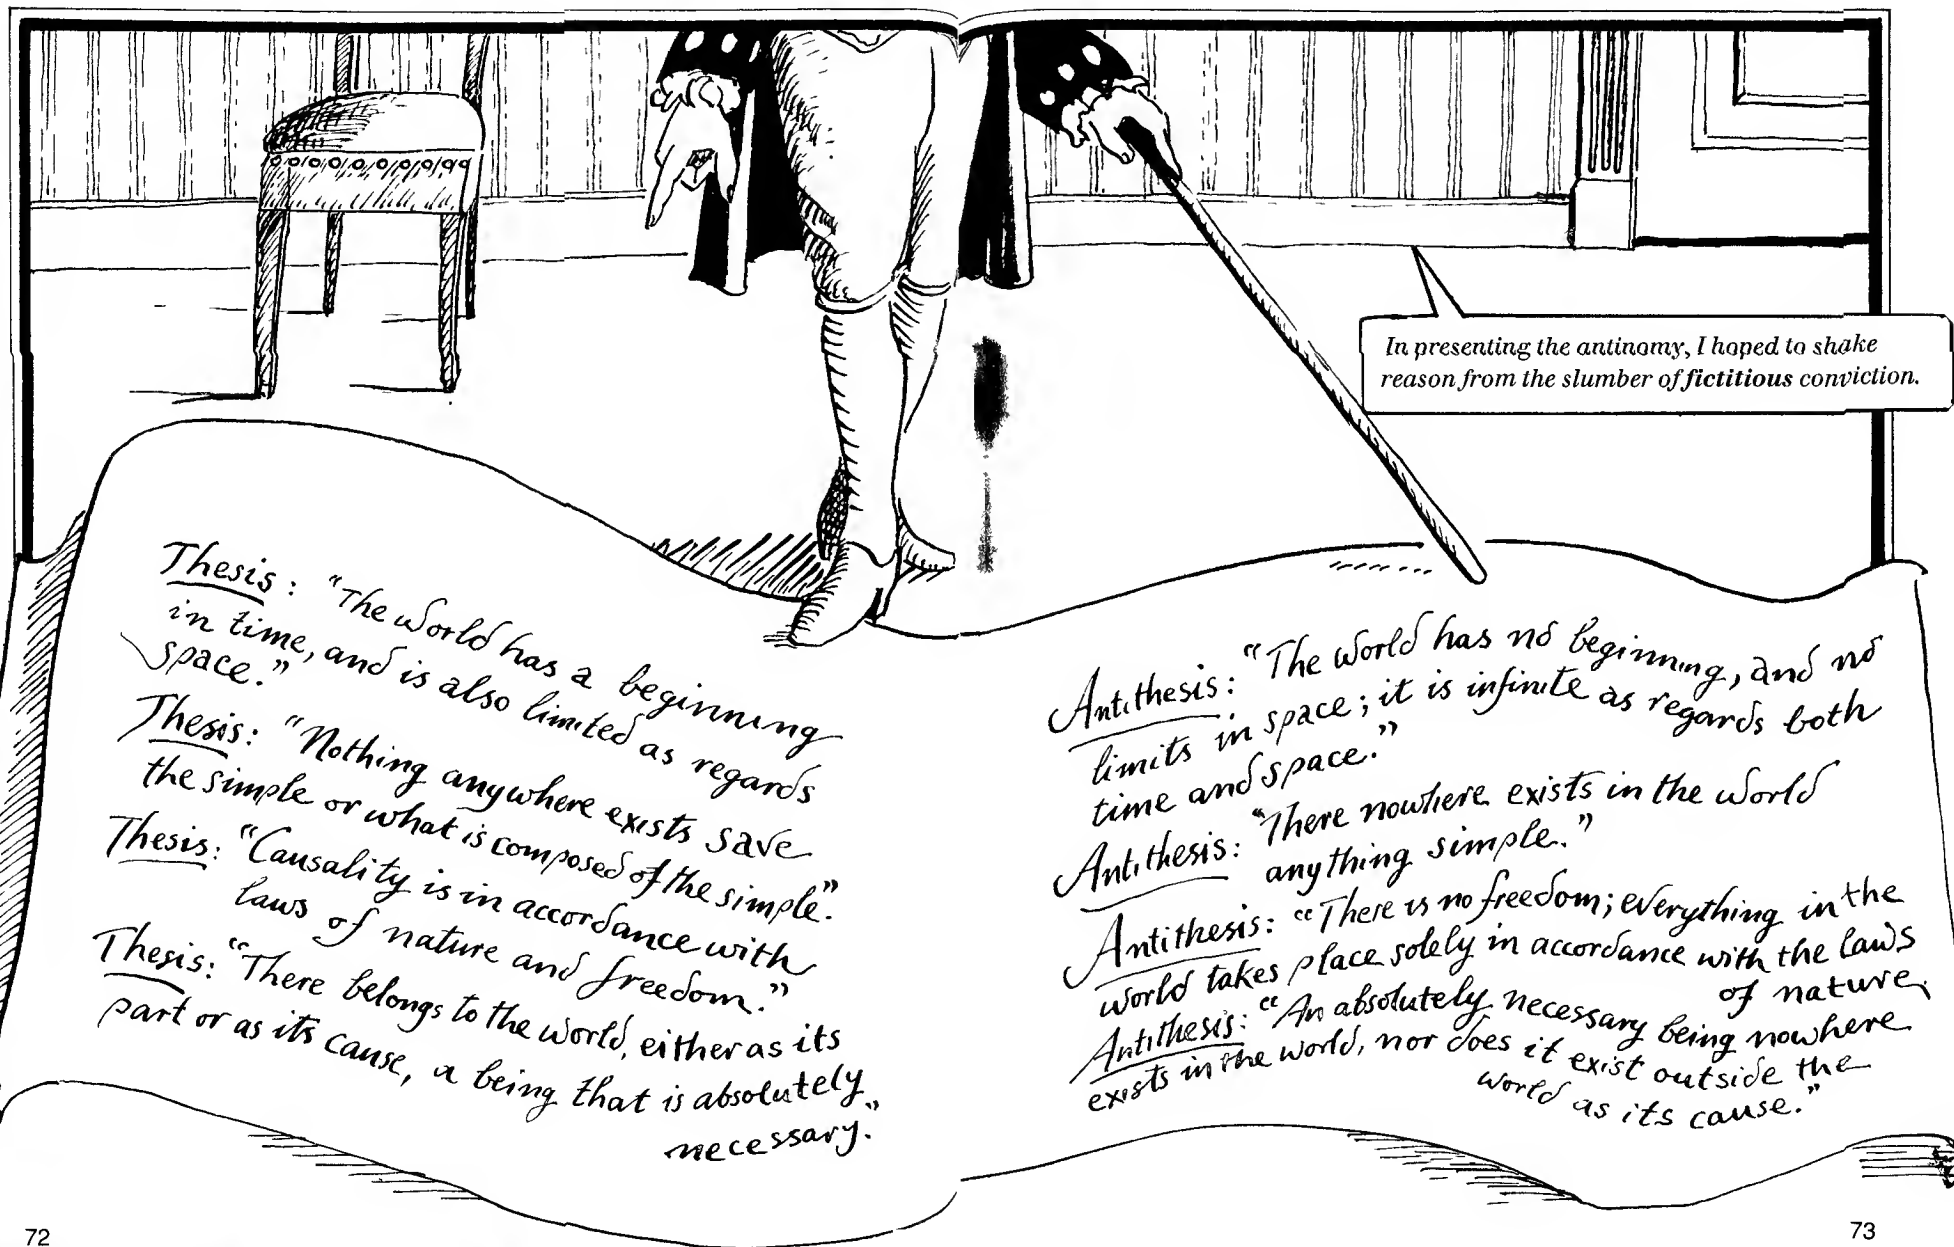 In presenting the antinomy, I hoped to shake
reason from the slumber of fictitious conviction.
Thesis: "The world has a beginning
in time, and is also limited as regards
space."
Thesis: "Nothing anywhere exists save
the simple or what is composed of the simple".
Thesis: "Causality is in accordance with
laws of nature and freedom."
Thesis: "There belongs to the world, either as its
part or as its cause, a being that is absolutely
necessary."
Antithesis: "The world has no beginning, and no
limits in space; it is infinite as regards both
time and space."
Antithesis: "There nowhere exists in the world
anything simple."
Antithesis: "There is no freedom; everything in the
world takes place solely in accordance with the laws
of nature.
Antithesis: "An absolutely necessary being nowhere
exists in the world, nor does it exist outside the
world as its cause."
72
73